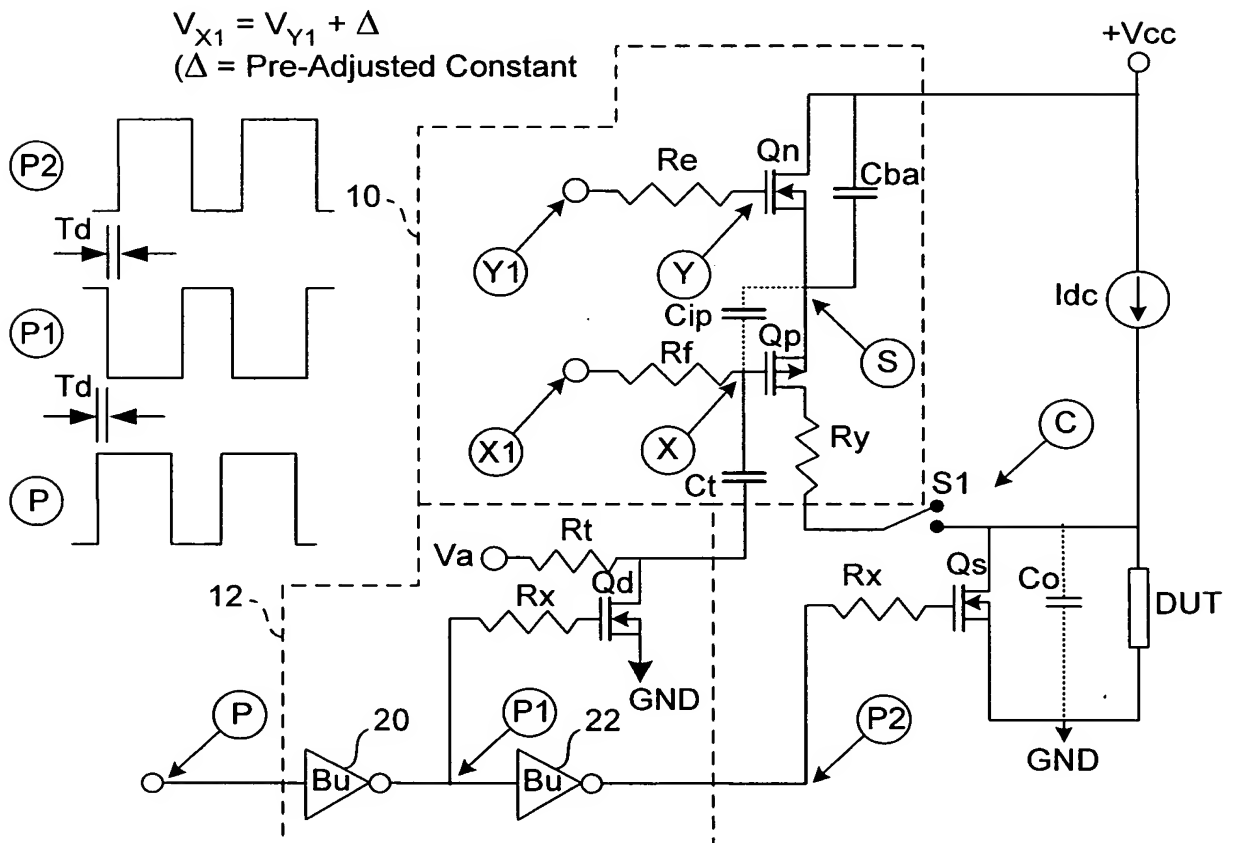 V_X1 = V_Y1 + Δ
(Δ = Pre-Adjusted Constant
+Vcc
P2
10
Re
Qn
Cba
Td
Y1
Y
Idc
P1
Cip
Qp
S
Rf
Td
X1
X
Ry
C
P
Ct
S1
Va
Rt
Qd
Rx
Qs
Co
12
Rx
DUT
GND
P
20
P1
22
P2
GND
Bu
Bu